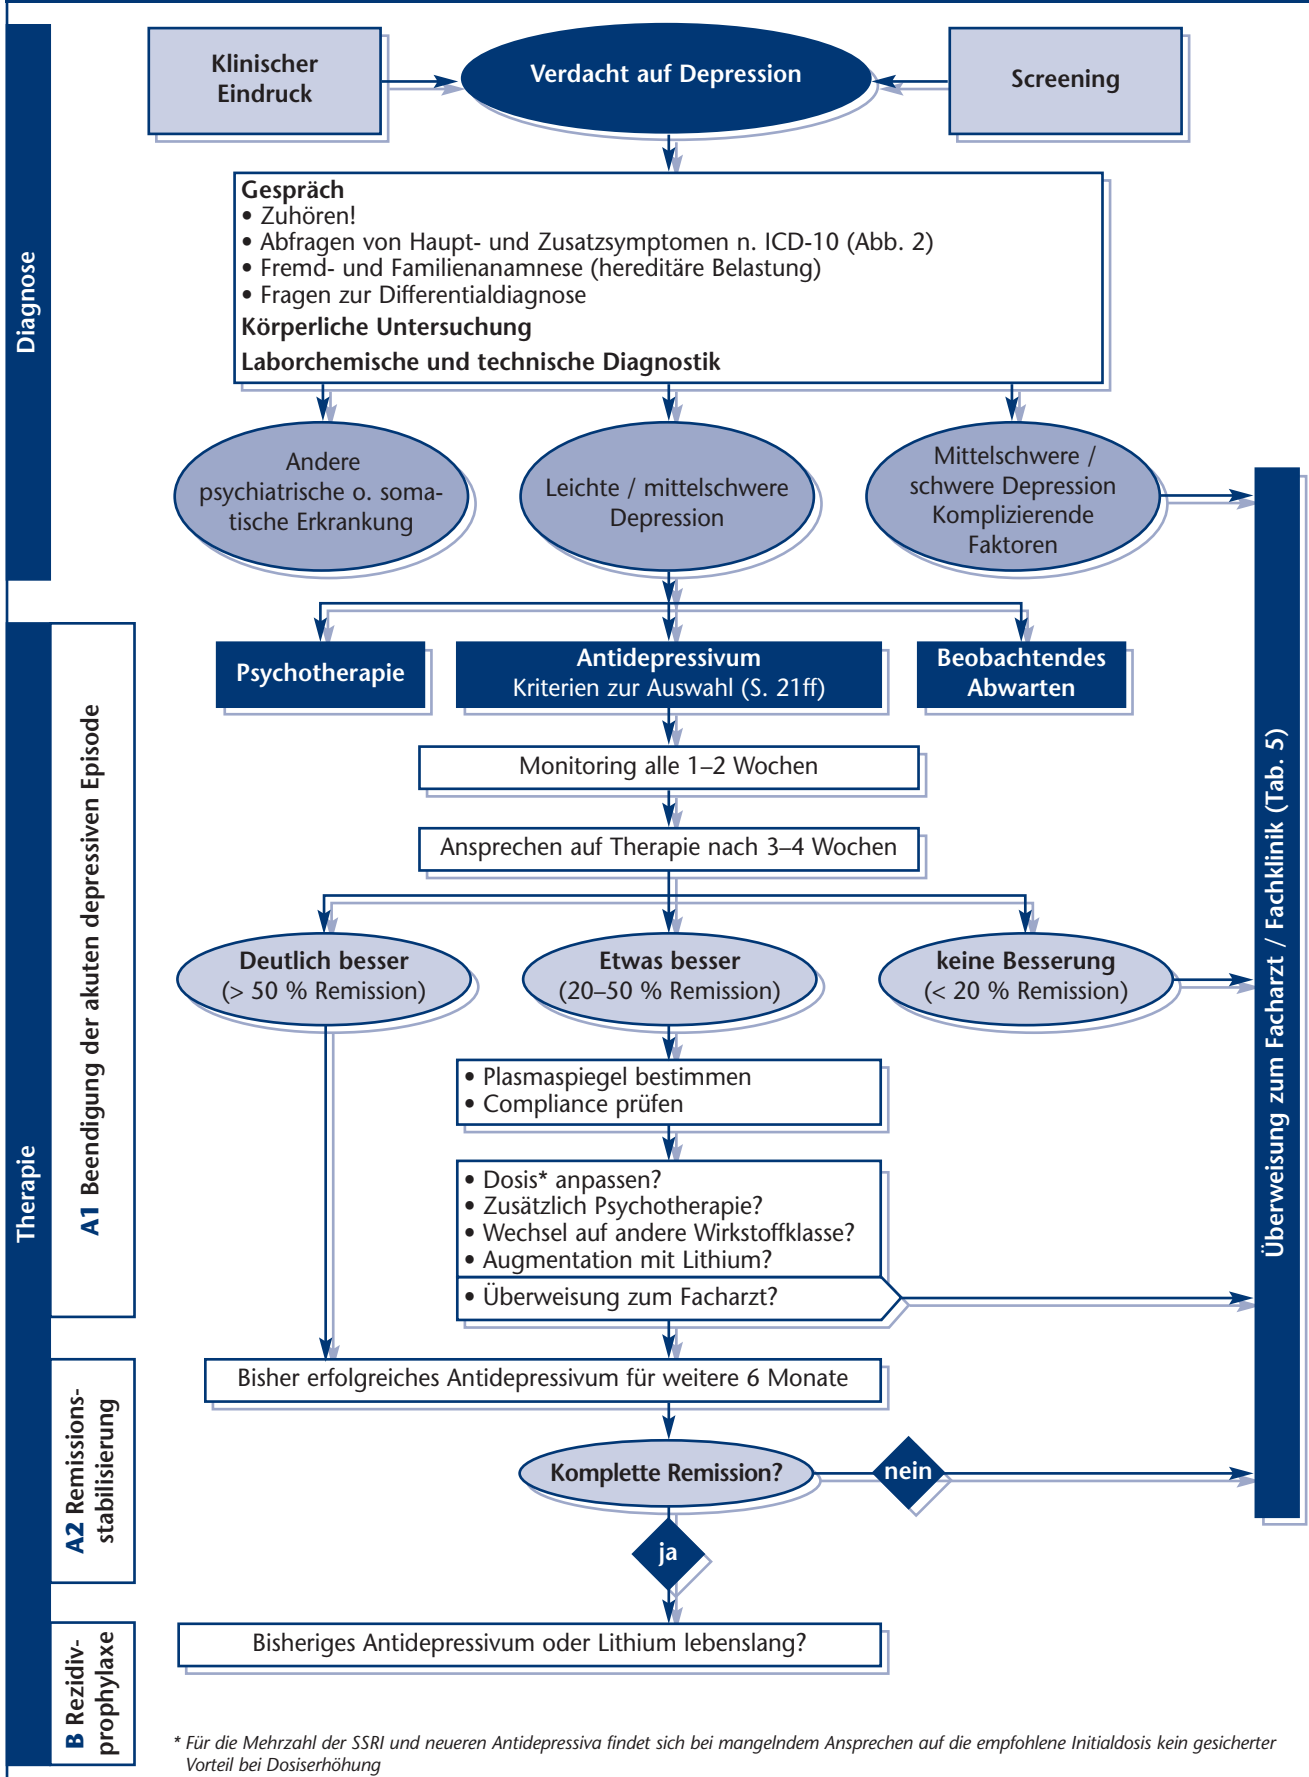 Klinischer
Eindruck
Verdacht auf Depression
Screening
Diagnose
Gespräch
• Zuhören!
• Abfragen von Haupt- und Zusatzsymptomen n. ICD-10 (Abb. 2)
• Fremd- und Familienanamnese (hereditäre Belastung)
• Fragen zur Differentialdiagnose
Körperliche Untersuchung
Laborchemische und technische Diagnostik
Andere
psychiatrische o. soma-
tische Erkrankung
Leichte / mittelschwere
Depression
Mittelschwere /
schwere Depression
Komplizierende
Faktoren
Überweisung zum Facharzt / Fachklinik (Tab. 5)
Therapie
A1 Beendigung der akuten depressiven Episode
Psychotherapie
Antidepressivum
Kriterien zur Auswahl (S. 21ff)
Beobachtendes
Abwarten
Monitoring alle 1–2 Wochen
Ansprechen auf Therapie nach 3–4 Wochen
Deutlich besser
(> 50 % Remission)
Etwas besser
(20–50 % Remission)
keine Besserung
(< 20 % Remission)
• Plasmaspiegel bestimmen
• Compliance prüfen
• Dosis* anpassen?
• Zusätzlich Psychotherapie?
• Wechsel auf andere Wirkstoffklasse?
• Augmentation mit Lithium?
• Überweisung zum Facharzt?
A2 Remissions-
stabilisierung
Bisher erfolgreiches Antidepressivum für weitere 6 Monate
Komplette Remission?
nein
ja
B Rezidiv-
prophylaxe
Bisheriges Antidepressivum oder Lithium lebenslang?
* Für die Mehrzahl der SSRI und neueren Antidepressiva findet sich bei mangelndem Ansprechen auf die empfohlene Initialdosis kein gesicherter
Vorteil bei Dosiserhöhung